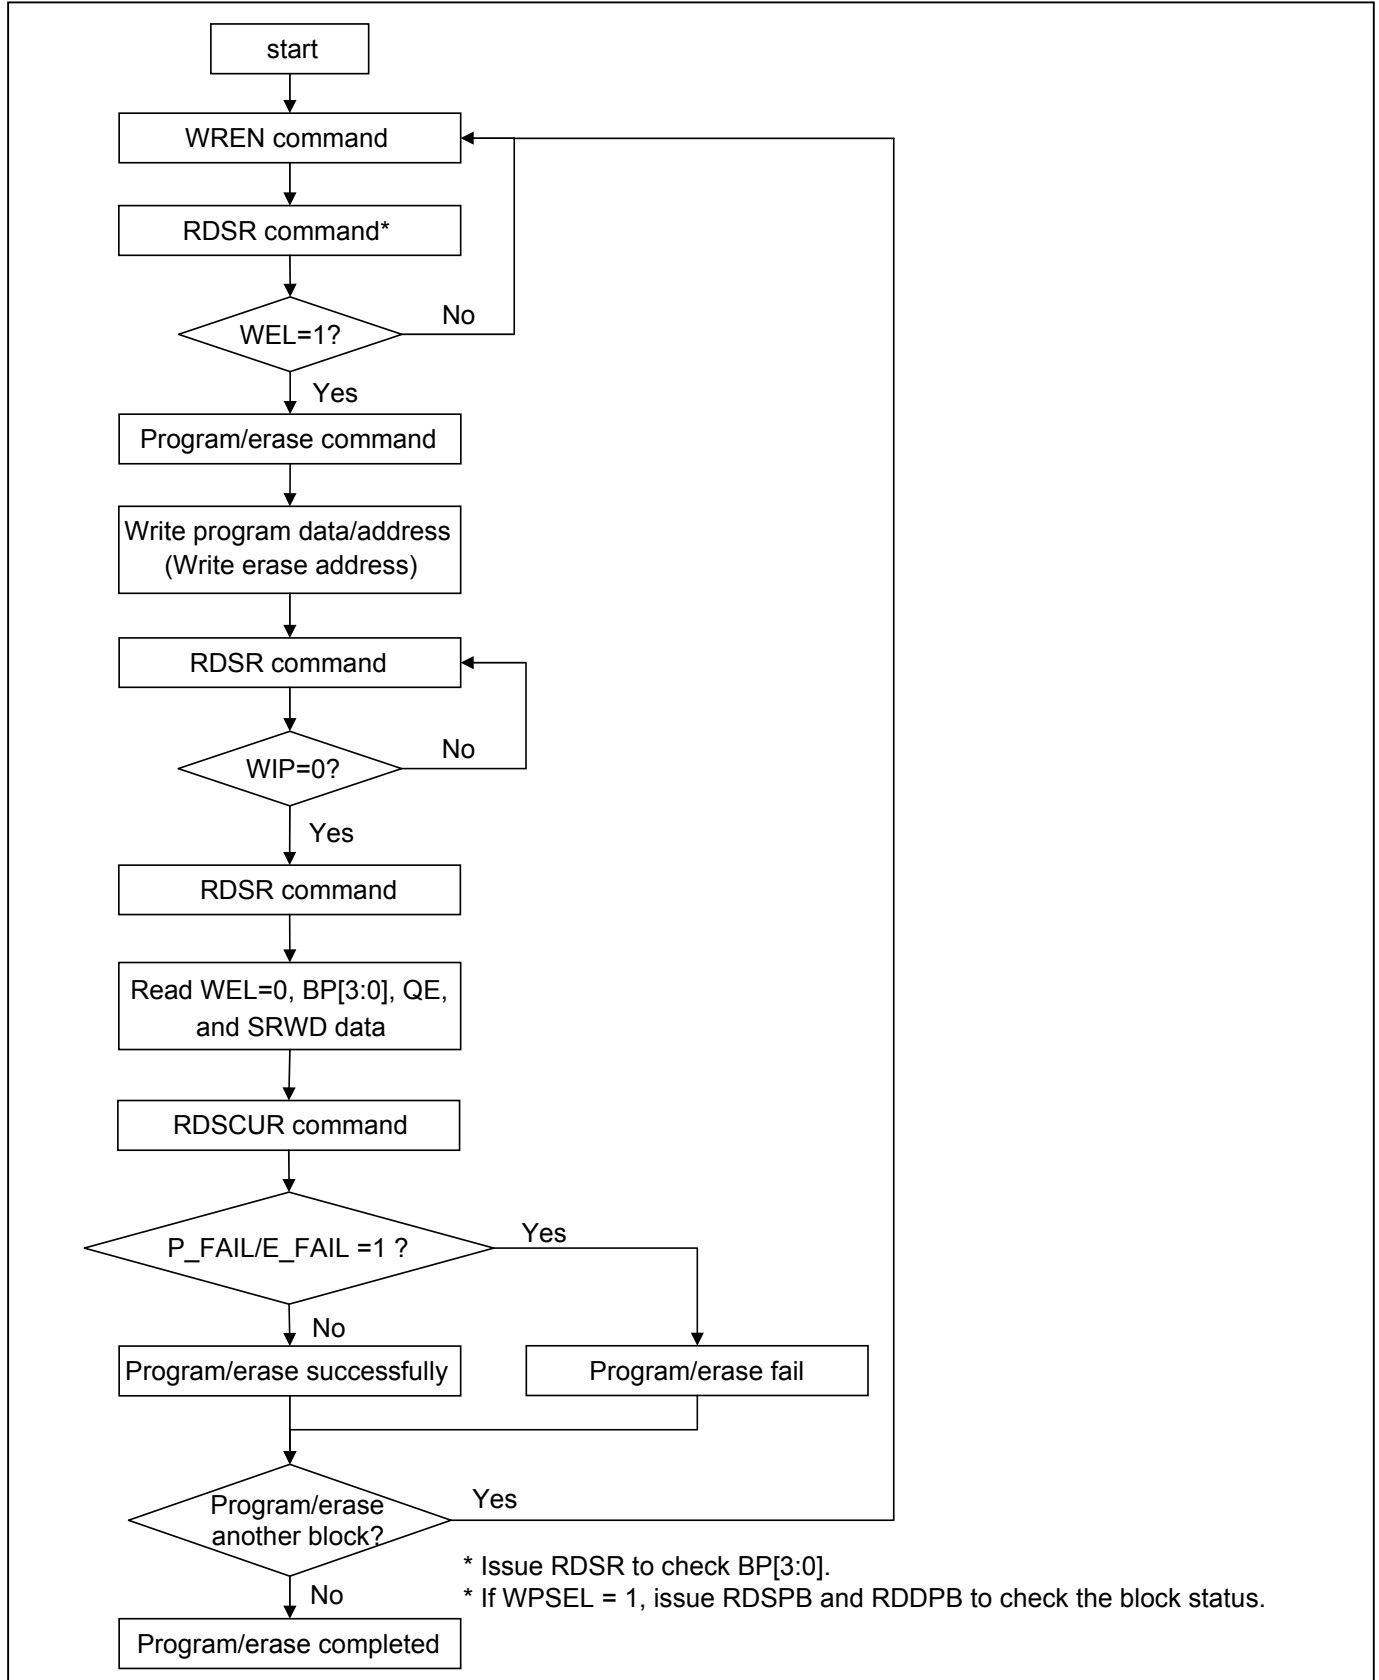 start
WREN command
RDSR command*
WEL=1?
No
Yes
Program/erase command
Write program data/address
(Write erase address)
RDSR command
WIP=0?
No
Yes
RDSR command
Read WEL=0, BP[3:0], QE,
and SRWD data
RDSCUR command
P_FAIL/E_FAIL =1 ?
Yes
No
Program/erase successfully
Program/erase fail
Program/erase
another block?
Yes
* Issue RDSR to check BP[3:0].
* If WPSEL = 1, issue RDSPB and RDDPB to check the block status.
No
Program/erase completed